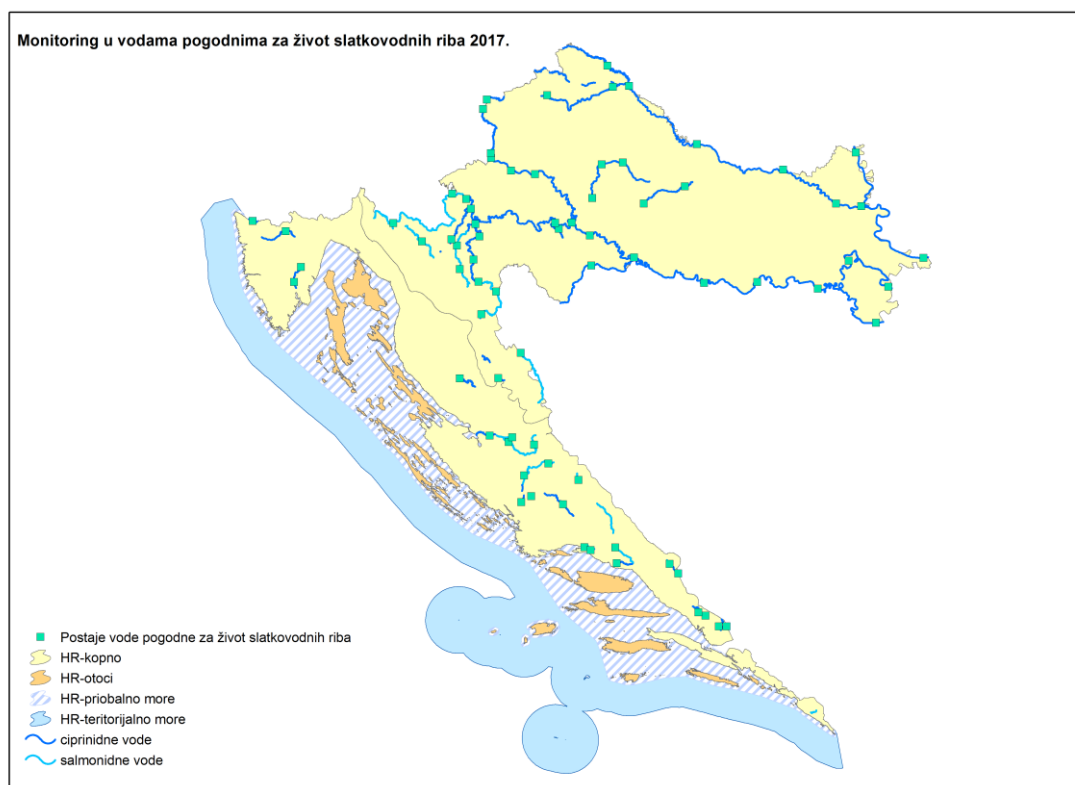 Monitoring u vodama pogodnima za život slatkovodnih riba 2017.
Postaje vode pogodne za život slatkovodnih riba
HR-kopno
HR-otoci
HR-priobalno more
HR-teritorijalno more
ciprinidne vode
salmonidne vode